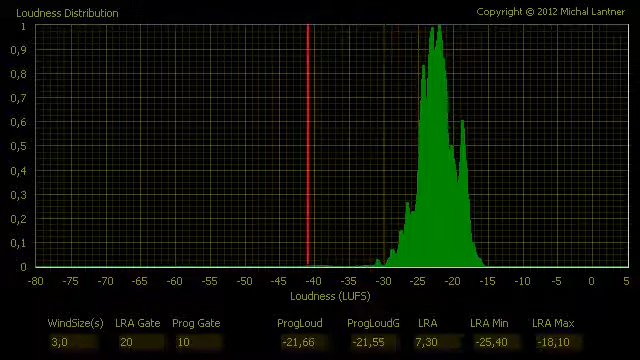 Loudness Distribution
Copyright © 2012 Michal Lantner
1
0,9
0,8
0,7
0,6
0,5
0,4
0,3
0,2
0,1
0
-80 -75 -70 -65 -60 -55 -50 -45 -40 -35 -30 -25 -20 -15 -10 -5 0 5
Loudness (LUFS)
WindSize(s) LRA Gate Prog Gate ProgLoud ProgLoudG LRA LRA Min LRA Max
3,0 20 10 -21,66 -21,55 7,30 -25,40 -18,10